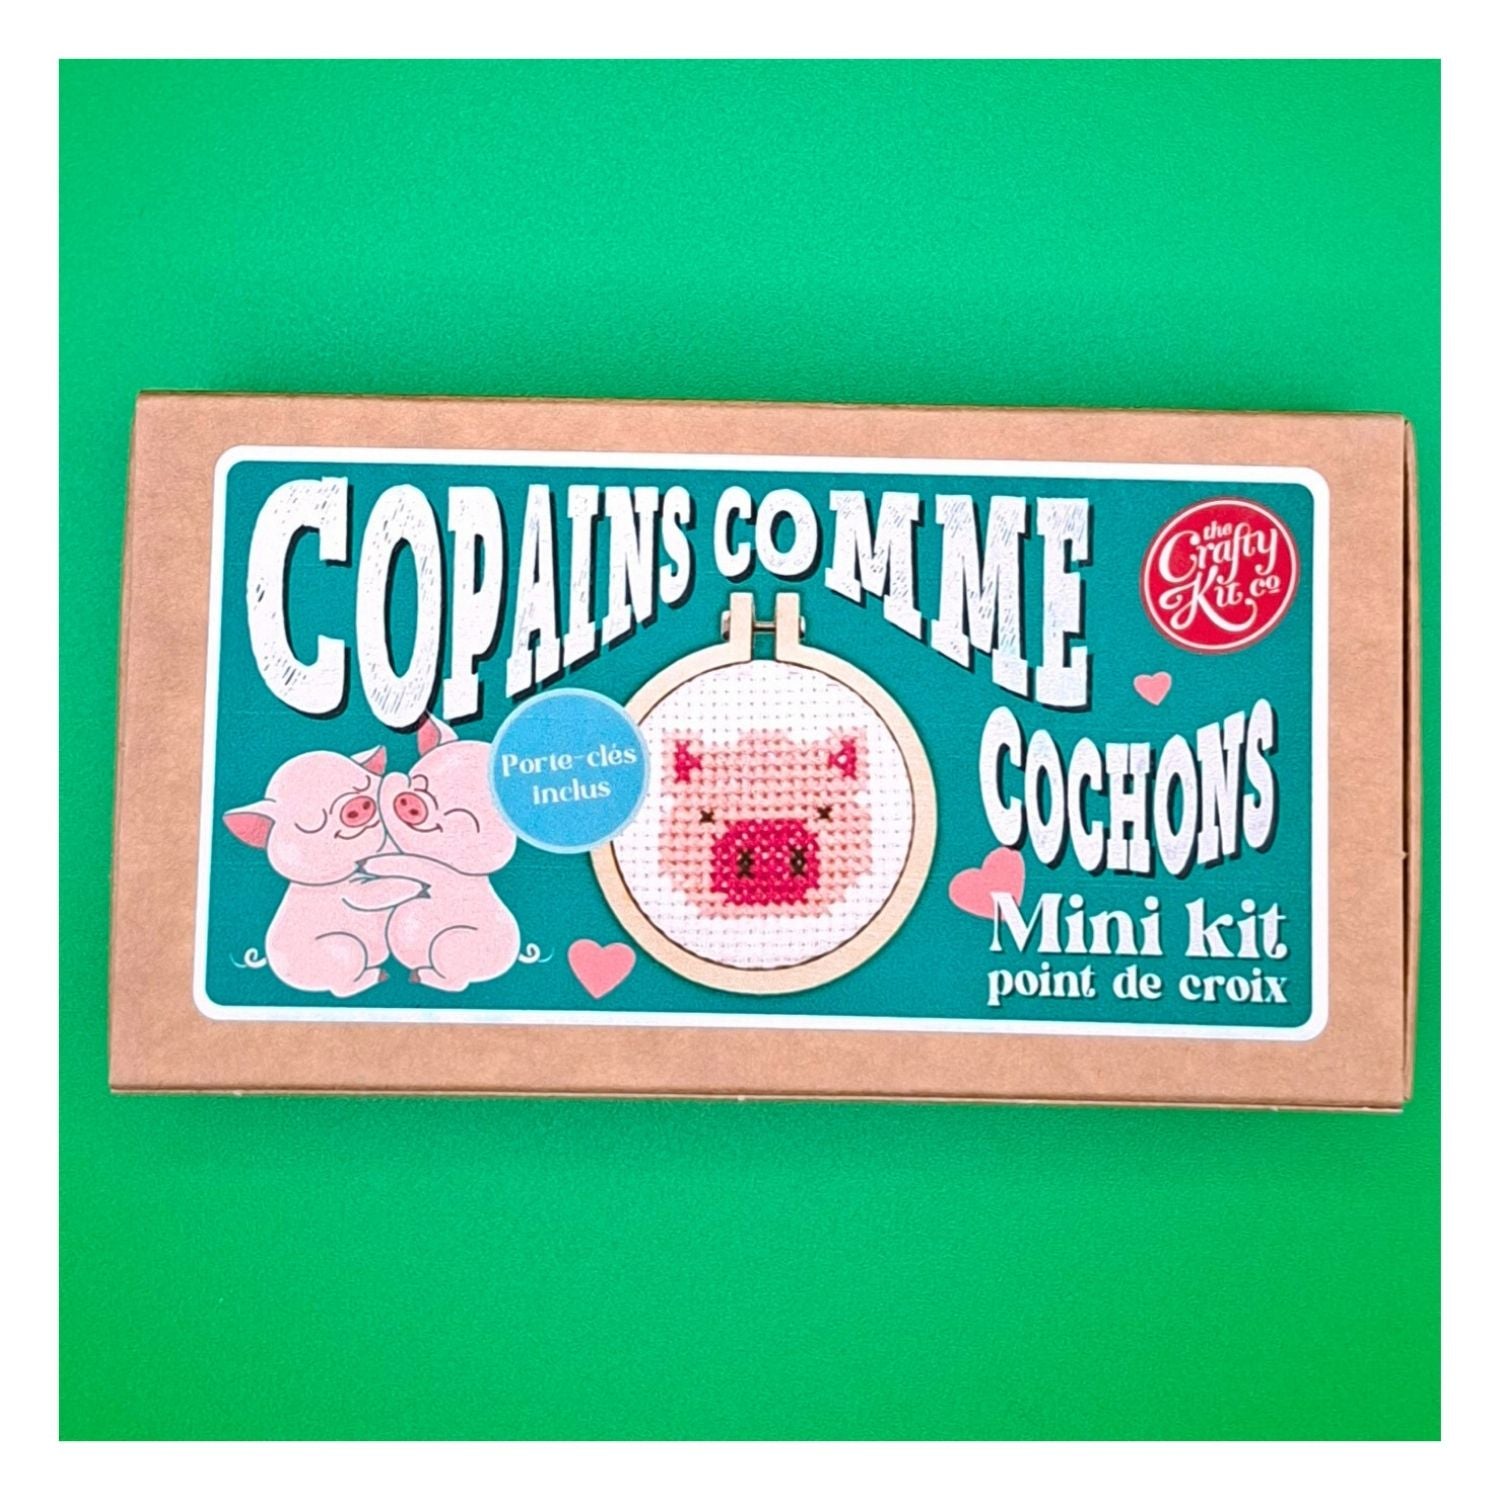 COPAINS COMME
COCHONS
the
Crafty
Kit co
Porte-clés
inclus
Mini kit
point de croix